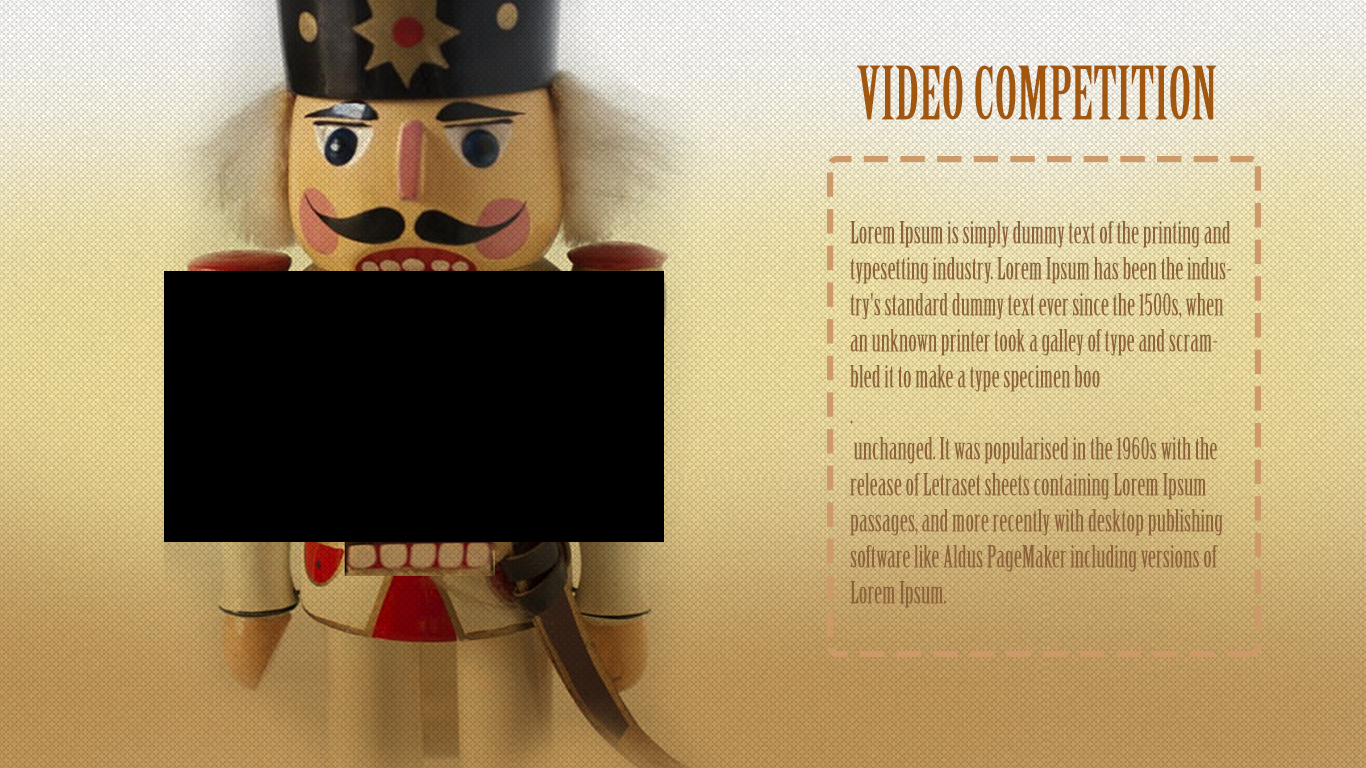 VIDEO COMPETITION
Lorem Ipsum is simply dummy text of the printing and
typesetting industry. Lorem Ipsum has been the indus-
try's standard dummy text ever since the 1500s, when
an unknown printer took a galley of type and scram-
bled it to make a type specimen boo
.
unchanged. It was popularised in the 1960s with the
release of Letraset sheets containing Lorem Ipsum
passages, and more recently with desktop publishing
software like Aldus PageMaker including versions of
Lorem Ipsum.